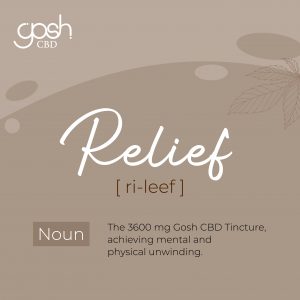 gosh
CBD
Relief
[ ri-leef ]
Noun
The 3600 mg Gosh CBD Tincture,
achieving mental and
physical unwinding.